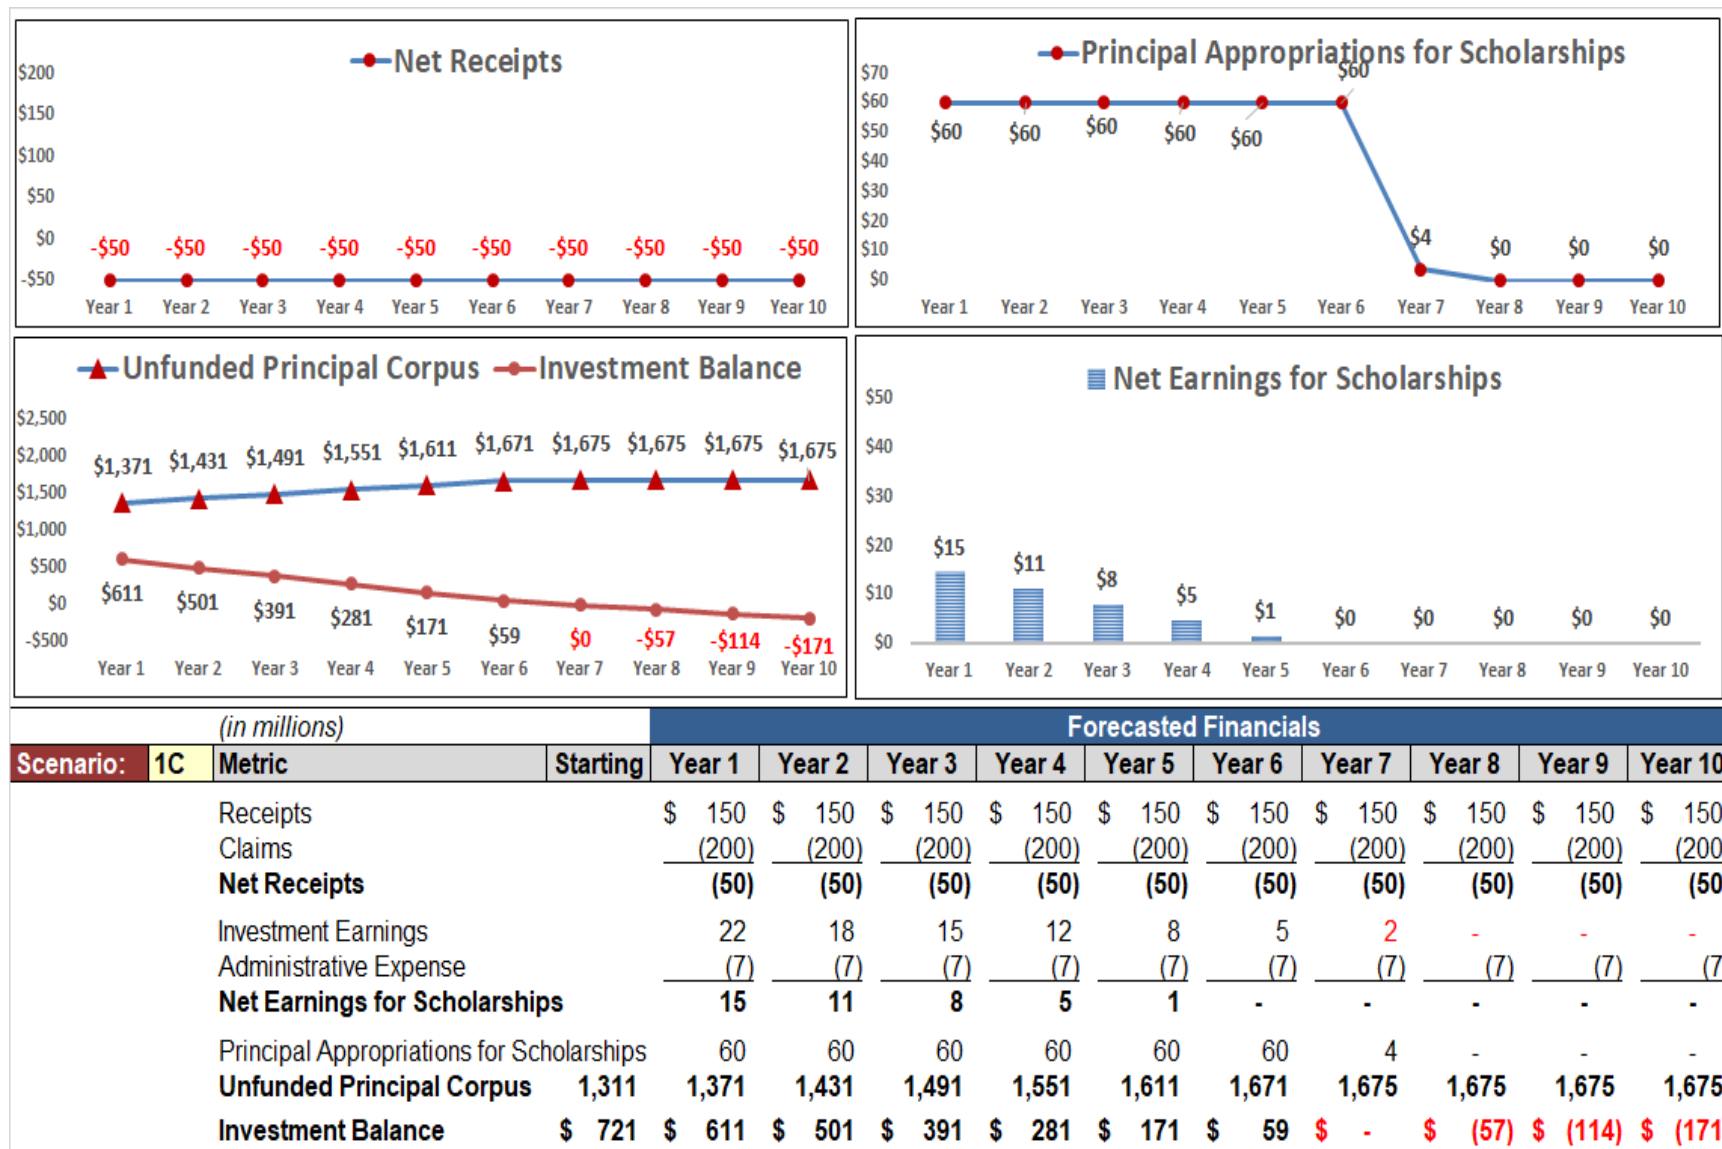 Net Receipts
$200
$150
$100
$50
$0
-$50
-$50 -$50 -$50 -$50 -$50 -$50 -$50 -$50 -$50 -$50
Year 1 Year 2 Year 3 Year 4 Year 5 Year 6 Year 7 Year 8 Year 9 Year 10
Principal Appropriations for Scholarships
$70
$60
$50
$40
$30
$20
$10
$0
$60 $60 $60 $60 $60 $60 $4 $0 $0 $0
Year 1 Year 2 Year 3 Year 4 Year 5 Year 6 Year 7 Year 8 Year 9 Year 10
Unfunded Principal Corpus Investment Balance
$2,500
$2,000
$1,500
$1,000
$500
$0
-$500
$1,371 $1,431 $1,491 $1,551 $1,611 $1,671 $1,675 $1,675 $1,675 $1,675
$611 $501 $391 $281 $171 $59 $0 -$57 -$114 -$171
Year 1 Year 2 Year 3 Year 4 Year 5 Year 6 Year 7 Year 8 Year 9 Year 10
Net Earnings for Scholarships
$50
$40
$30
$20
$10
$0
$15 $11 $8 $5 $1 $0 $0 $0 $0 $0
Year 1 Year 2 Year 3 Year 4 Year 5 Year 6 Year 7 Year 8 Year 9 Year 10
(in millions) Forecasted Financials
Scenario: 1C Metric Starting Year 1 Year 2 Year 3 Year 4 Year 5 Year 6 Year 7 Year 8 Year 9 Year 10
Receipts $ 150 $ 150 $ 150 $ 150 $ 150 $ 150 $ 150 $ 150 $ 150 $ 150
Claims (200) (200) (200) (200) (200) (200) (200) (200) (200) (200
Net Receipts (50) (50) (50) (50) (50) (50) (50) (50) (50) (50
Investment Earnings 22 18 15 12 8 5 2 - - -
Administrative Expense (7) (7) (7) (7) (7) (7) (7) (7) (7) (7
Net Earnings for Scholarships 15 11 8 5 1 - - - - -
Principal Appropriations for Scholarships 60 60 60 60 60 60 4 - - -
Unfunded Principal Corpus 1,311 1,371 1,431 1,491 1,551 1,611 1,671 1,675 1,675 1,675 1,675
Investment Balance $ 721 $ 611 $ 501 $ 391 $ 281 $ 171 $ 59 $ - $ (57) $ (114) $ (171